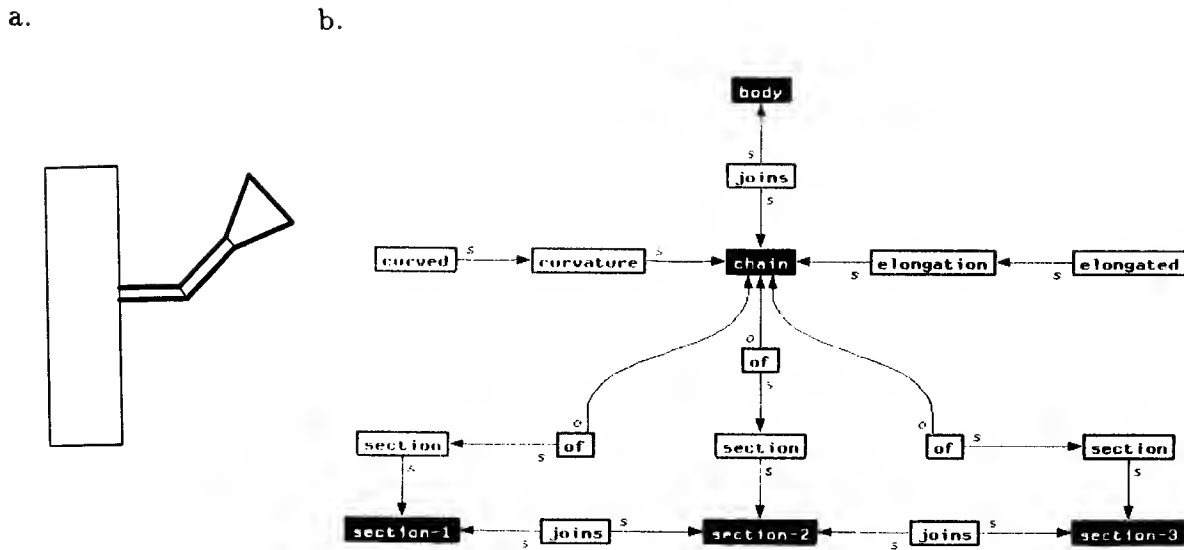 a. b.
body
s
joins
s
curved s curvature s chain s elongation s elongated
o
of
s
o o
section s of section of s section
s s s
section-1 s joins s section-2 s joins s section-3